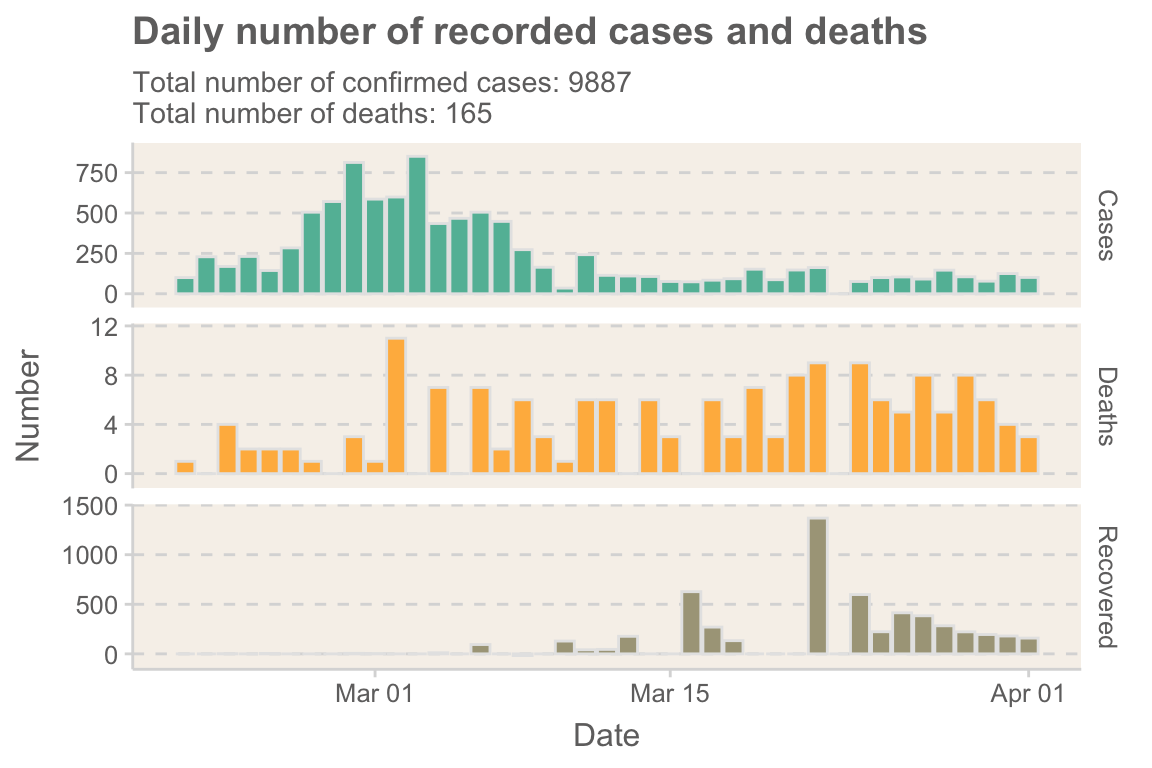 Daily number of recorded cases and deaths
Total number of confirmed cases: 9887
Total number of deaths: 165
750
500
250
0
Cases
12
8
4
0
Deaths
1500
1000
500
0
Recovered
Number
Mar 01
Mar 15
Apr 01
Date